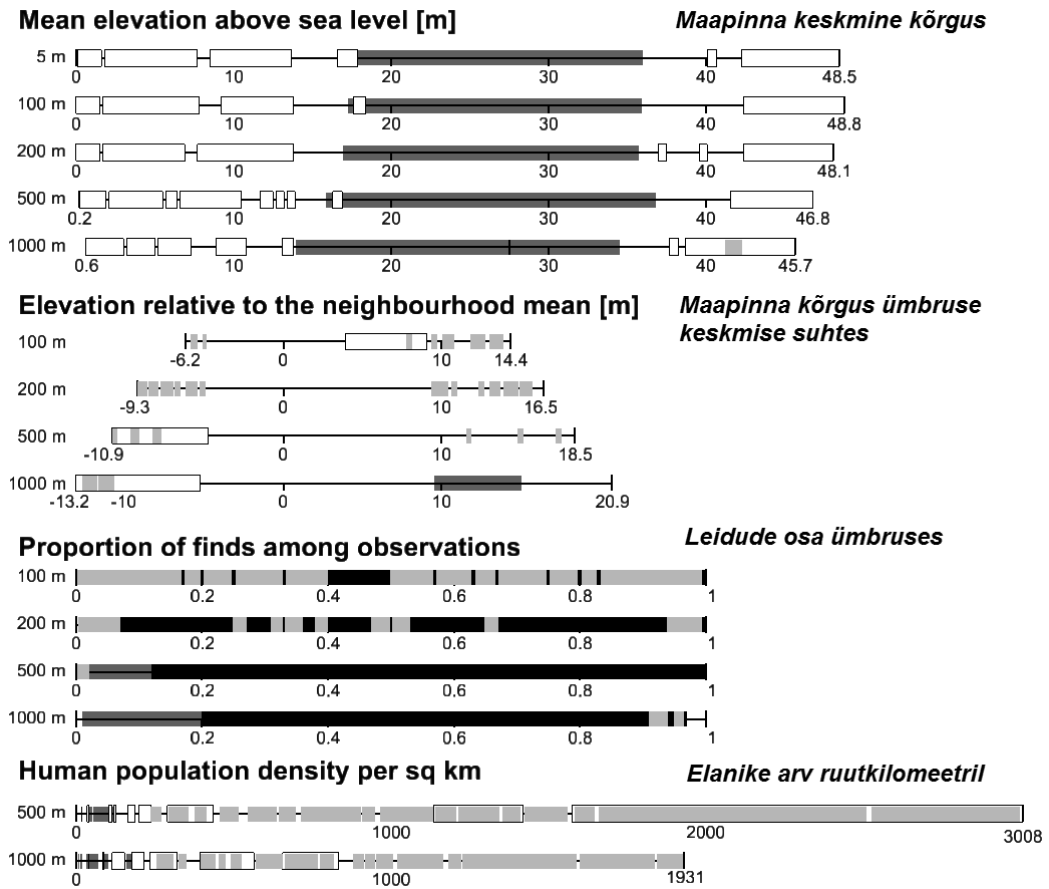 Mean elevation above sea level [m] Maapinna keskmine kõrgus
5 m
0 10 20 30 40 48.5
100 m
0 10 20 30 40 48.8
200 m
0 10 20 30 40 48.1
500 m
0.2 10 20 30 40 46.8
1000 m
0.6 10 20 30 40 45.7
Elevation relative to the neighbourhood mean [m] Maapinna kõrgus ümbruse
keskmise suhtes
100 m
-6.2 0 10 14.4
200 m
-9.3 0 10 16.5
500 m
-10.9 0 10 18.5
1000 m
-13.2 -10 0 10 20.9
Proportion of finds among observations Leidude osa ümbruses
100 m
0 0.2 0.4 0.6 0.8 1
200 m
0 0.2 0.4 0.6 0.8 1
500 m
0 0.2 0.4 0.6 0.8 1
1000 m
0 0.2 0.4 0.6 0.8 1
Human population density per sq km Elanike arv ruutkilomeetril
500 m
0 1000 2000 3008
1000 m
0 1000 1931